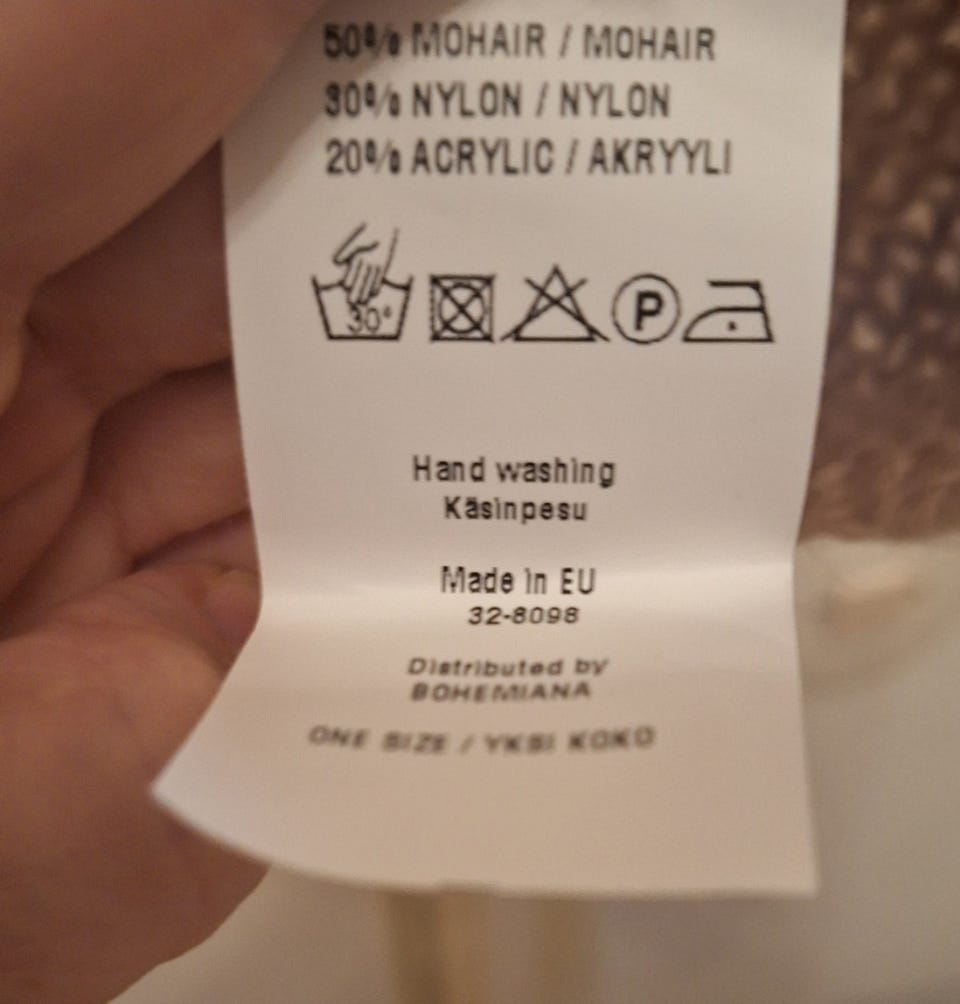 50% MOHAIR / MOHAIR
30% NYLON / NYLON
20% ACRYLIC / AKRYYLI
30°
P
Hand washing
Käsinpesu
Made in EU
32-8098
Distributed by
BOHEMIANA
ONE SIZE / YKSI KOKO